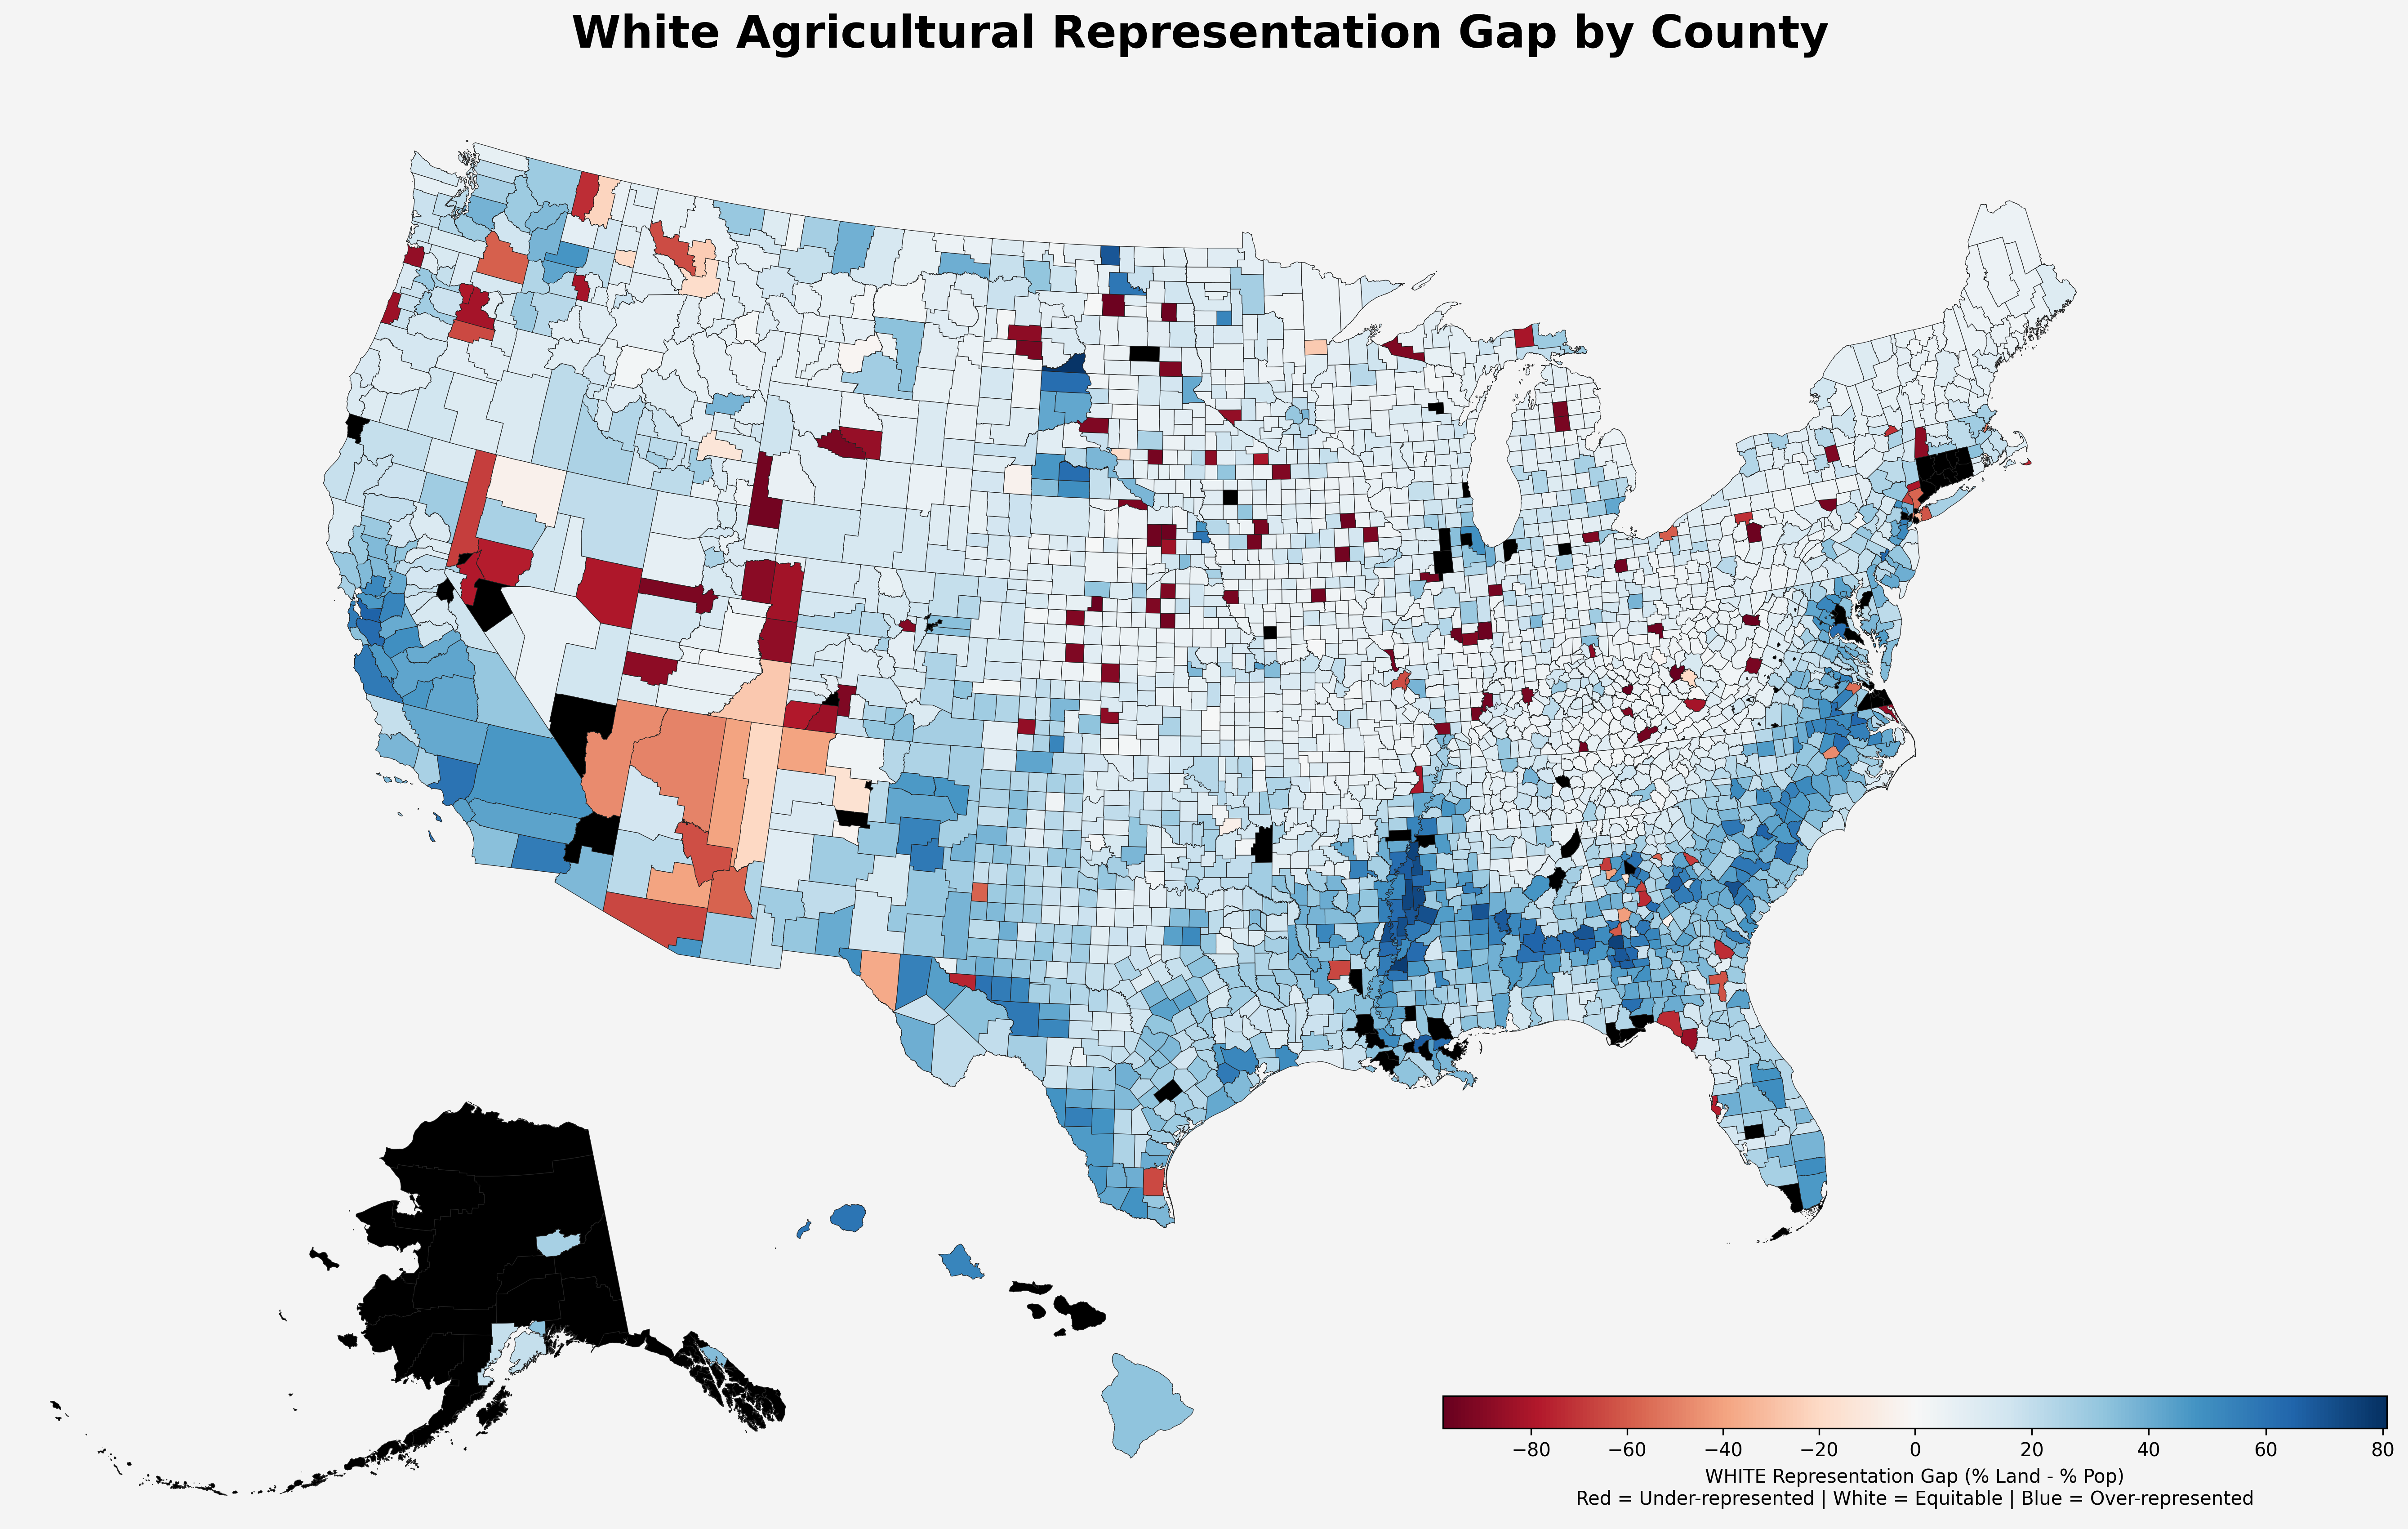 White Agricultural Representation Gap by County
−80 −60 −40 −20 0 20 40 60 80
WHITE Representation Gap (% Land - % Pop)
Red = Under-represented | White = Equitable | Blue = Over-represented